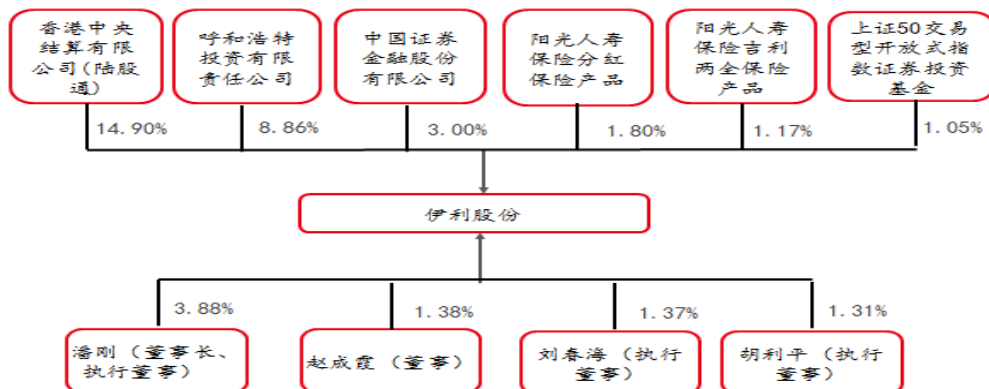 香港中央
结算有限
公司(陆股
通)
呼和浩特
投资有限
责任公司
中国证券
金融股份
有限公司
阳光人寿
保险分红
保险产品
阳光人寿
保险吉利
两全保险
产品
上证50交易
型开放式指
数证券投资
基金
14.90%
8.86%
3.00%
1.80%
1.17%
1.05%
伊利股份
3.88%
1.38%
1.37%
1.31%
潘刚（董事长、
执行董事）
赵成霞（董事）
刘春海（执行
董事）
胡利平（执行
董事）